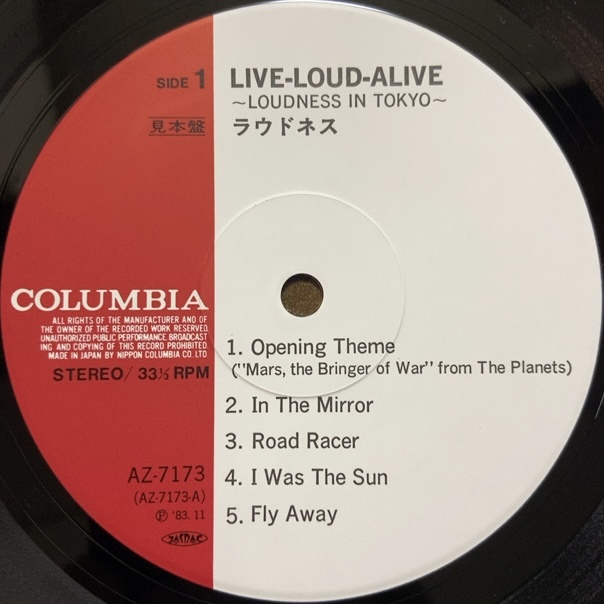 SIDE 1
見本盤
LIVE-LOUD-ALIVE
~LOUDNESS IN TOKYO~
ラウドネス
COLUMBIA
ALL RIGHTS OF THE MANUFACTURER AND OF
THE OWNER OF THE RECORDED WORK RESERVED
UNAUTHORIZED PUBLIC PERFORMANCE BROADCAST
ING AND COPYING OF THIS RECORD PROHIBITED
MADE IN JAPAN BY NIPPON COLUMBIA CO. LTD
STEREO/ 33⅓ RPM
AZ-7173
(AZ-7173-A)
Ⓟ '83. 11
JASRAC
1. Opening Theme
("Mars, the Bringer of War" from The Planets)
2. In The Mirror
3. Road Racer
4. I Was The Sun
5. Fly Away